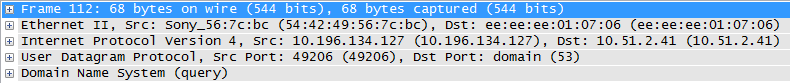 Frame 112: 68 bytes on wire (544 bits), 68 bytes captured (544 bits)
Ethernet II, Src: Sony_56:7c:bc (54:42:49:56:7c:bc), Dst: ee:ee:ee:01:07:06 (ee:ee:ee:01:07:06)
Internet Protocol Version 4, Src: 10.196.134.127 (10.196.134.127), Dst: 10.51.2.41 (10.51.2.41)
User Datagram Protocol, Src Port: 49206 (49206), Dst Port: domain (53)
Domain Name System (query)